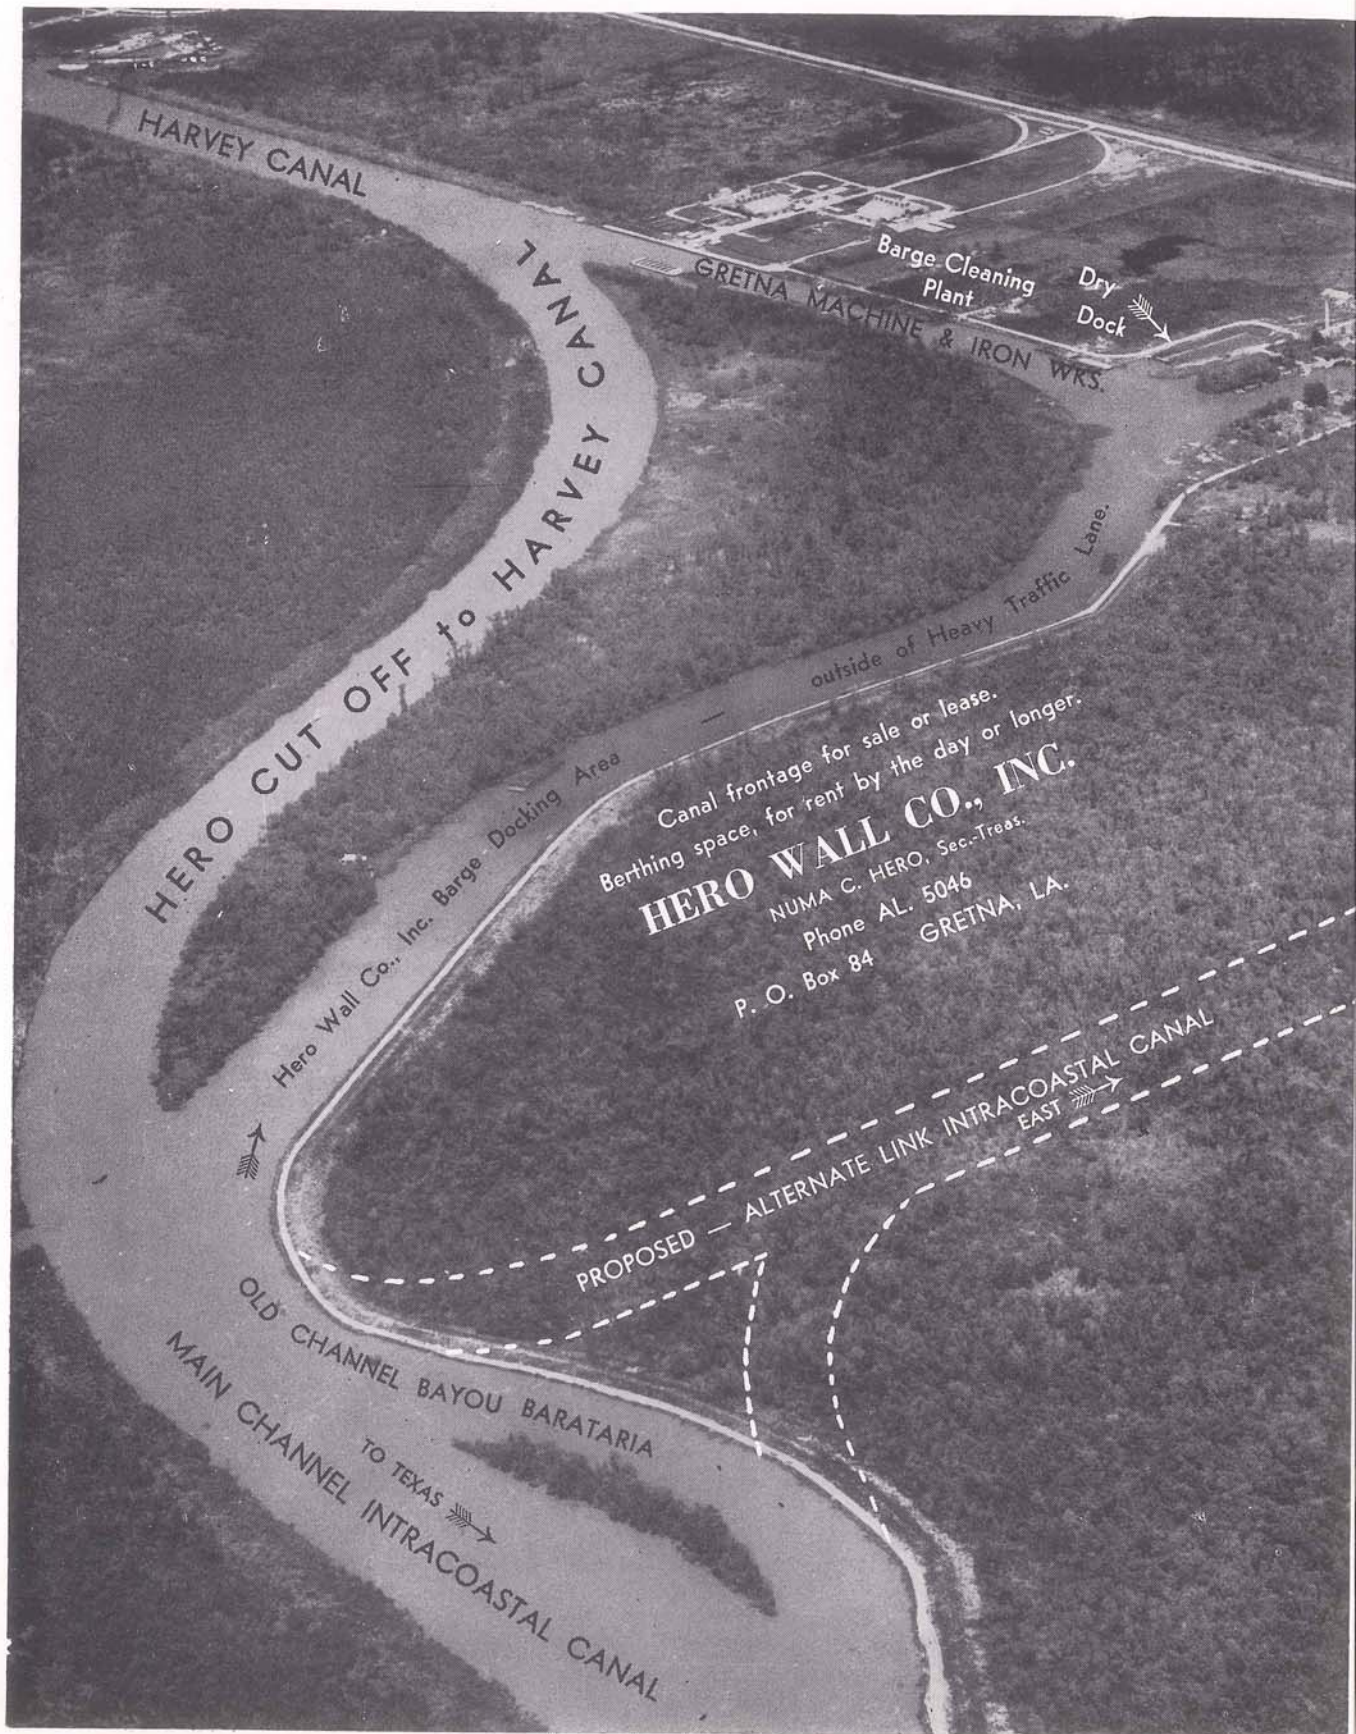 HARVEY CANAL
HERO CUT OFF to HARVEY CANAL
GRETNA MACHINE & IRON WKS.
Barge Cleaning
Plant
Dry
Dock
Hero Wall Co., Inc. Barge Docking Area — outside of Heavy Traffic Lane.
Canal frontage for sale or lease.
Berthing space, for rent by the day or longer.
HERO WALL CO., INC.
NUMA C. HERO, Sec.-Treas.
Phone AL. 5046
P. O. Box 84 GRETNA, LA.
PROPOSED — ALTERNATE LINK INTRACOASTAL CANAL
EAST
OLD CHANNEL BAYOU BARATARIA
TO TEXAS
MAIN CHANNEL INTRACOASTAL CANAL